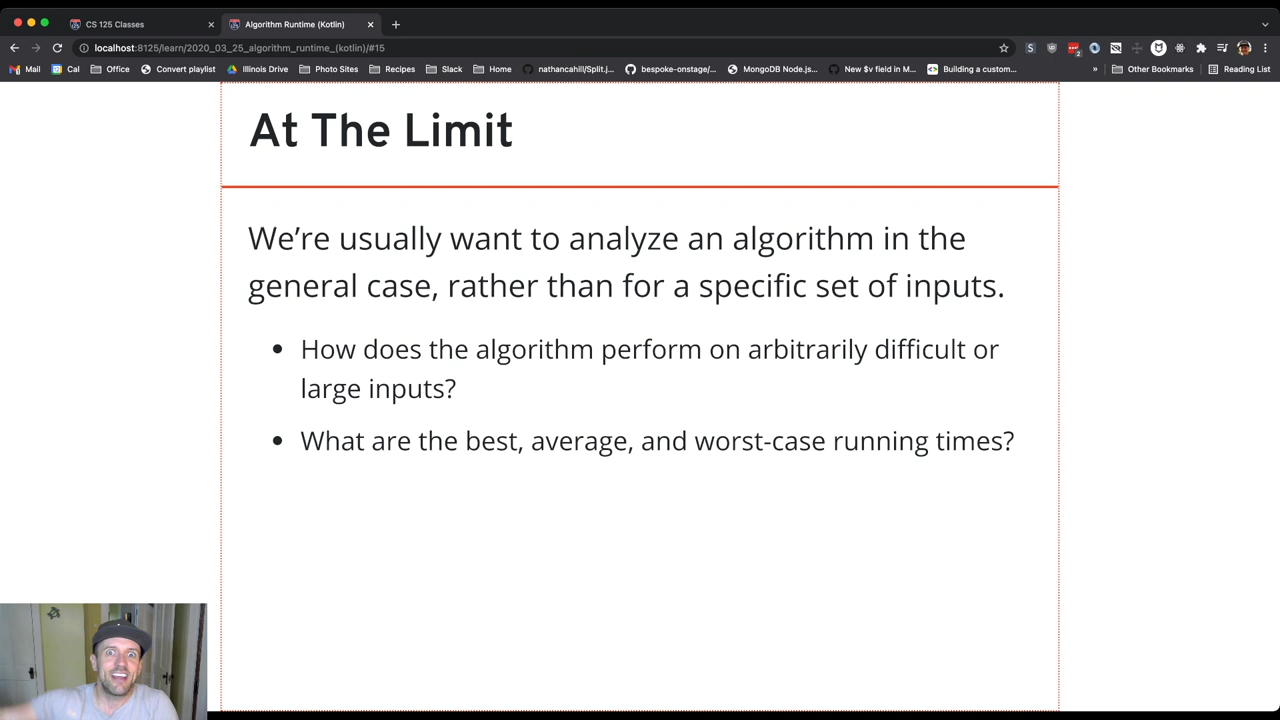 CS 125 Classes
Algorithm Runtime (Kotlin)
localhost:8125/learn/2020_03_25_algorithm_runtime_(kotlin)/#15
Mail Cal Office Convert playlist Illinois Drive Photo Sites Recipes Slack Home nathancahill/Split.j... bespoke-onstage/... MongoDB Node.js... New $v field in M... Building a custom... » Other Bookmarks Reading List
At The Limit
We're usually want to analyze an algorithm in the
general case, rather than for a specific set of inputs.
• How does the algorithm perform on arbitrarily difficult or
large inputs?
• What are the best, average, and worst-case running times?